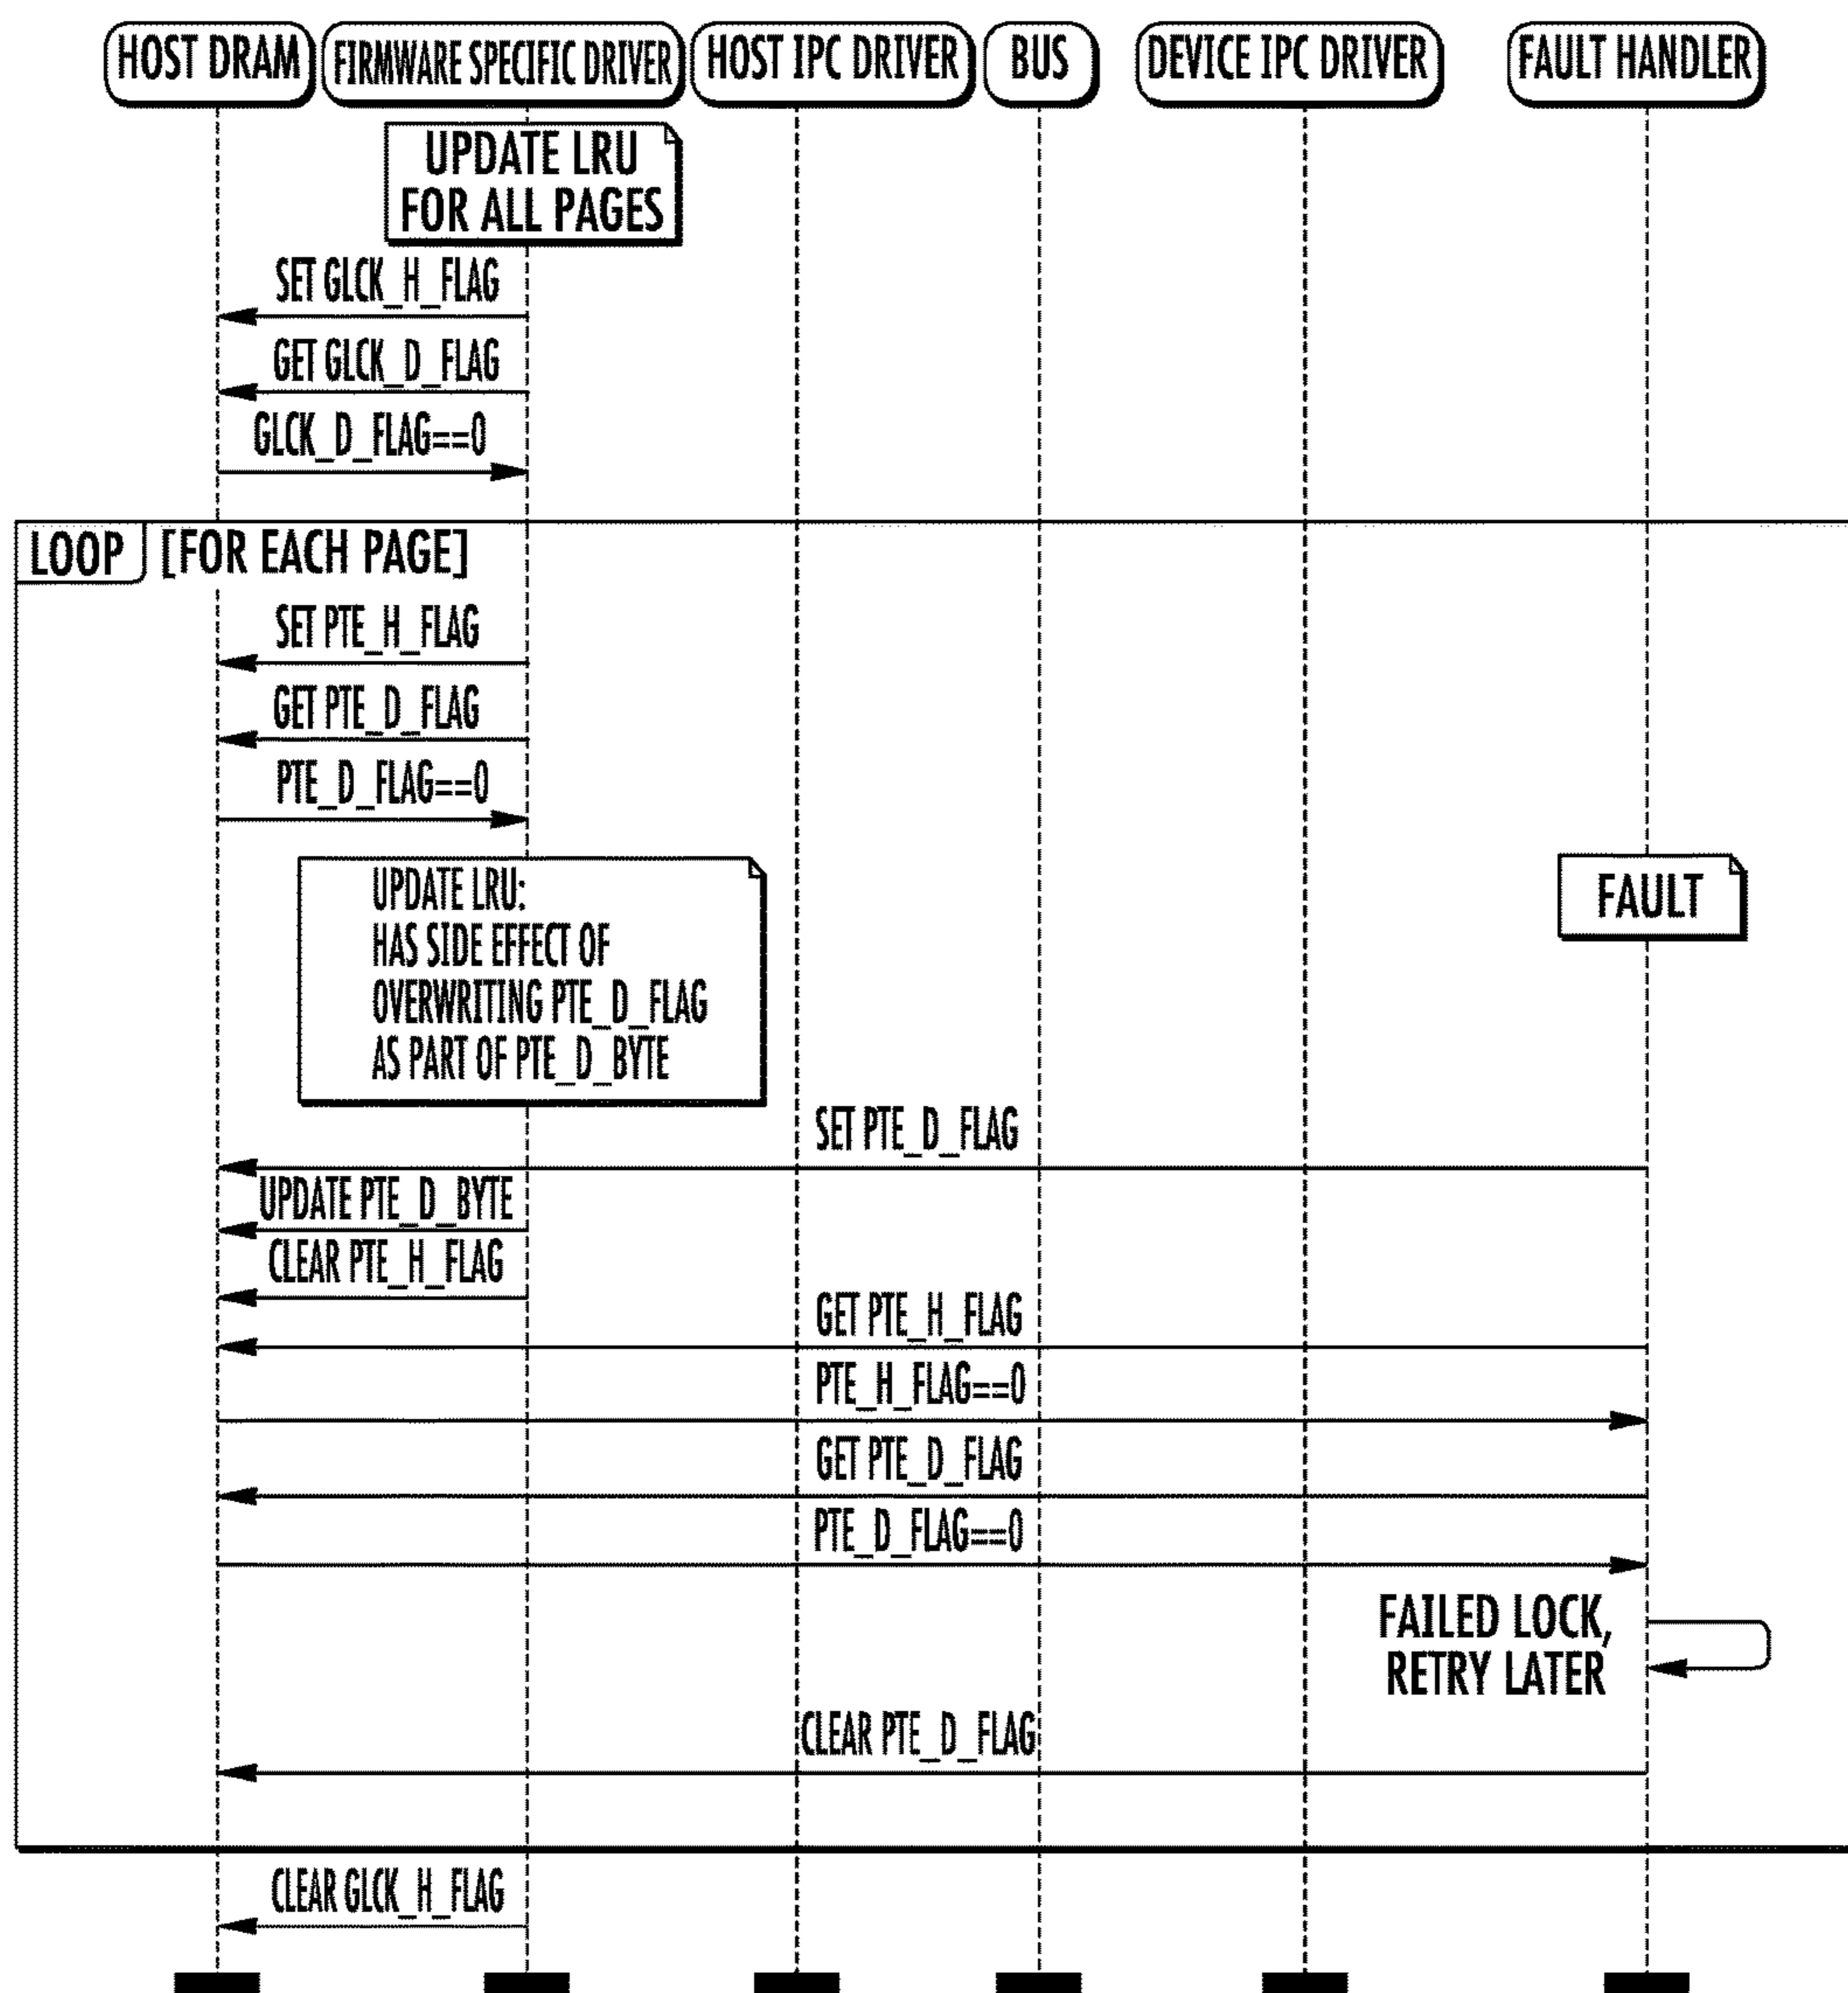 HOST DRAM
FIRMWARE SPECIFIC DRIVER
HOST IPC DRIVER
BUS
DEVICE IPC DRIVER
FAULT HANDLER
UPDATE LRU
FOR ALL PAGES
SET GLCK_H_FLAG
GET GLCK_D_FLAG
GLCK_D_FLAG==0
LOOP [FOR EACH PAGE]
SET PTE_H_FLAG
GET PTE_D_FLAG
PTE_D_FLAG==0
UPDATE LRU:
HAS SIDE EFFECT OF
OVERWRITING PTE_D_FLAG
AS PART OF PTE_D_BYTE
FAULT
SET PTE_D_FLAG
UPDATE PTE_D_BYTE
CLEAR PTE_H_FLAG
GET PTE_H_FLAG
PTE_H_FLAG==0
GET PTE_D_FLAG
PTE_D_FLAG==0
FAILED LOCK,
RETRY LATER
CLEAR PTE_D_FLAG
CLEAR GLCK_H_FLAG